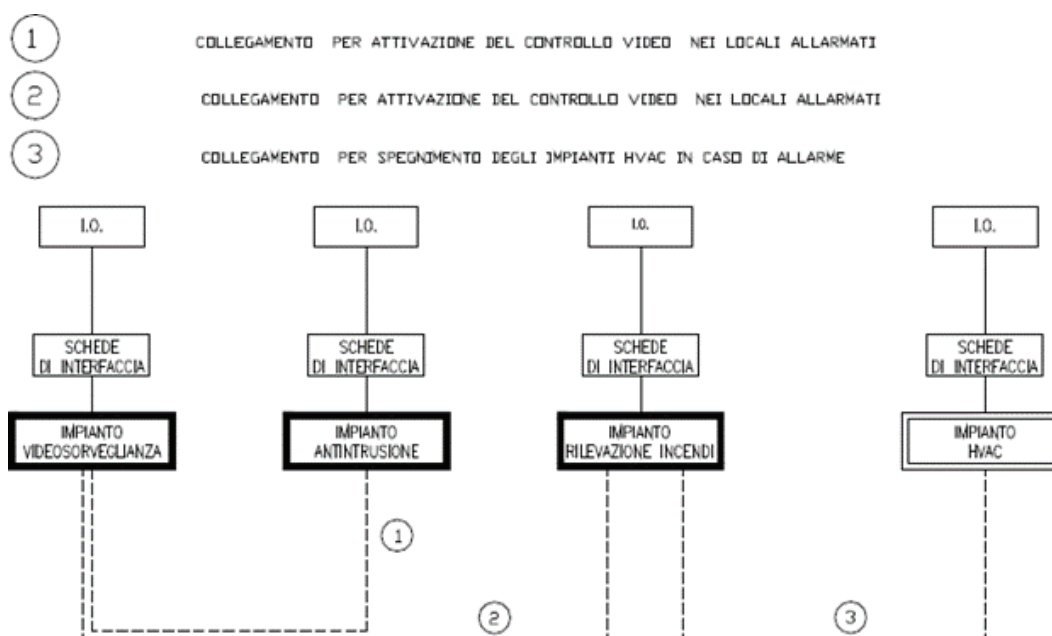 1 COLLEGAMENTO PER ATTIVAZIONE DEL CONTROLLO VIDEO NEI LOCALI ALLARMATI
2 COLLEGAMENTO PER ATTIVAZIONE DEL CONTROLLO VIDEO NEI LOCALI ALLARMATI
3 COLLEGAMENTO PER SPEGNIMENTO DEGLI IMPIANTI HVAC IN CASO DI ALLARME
I.O.
I.O.
I.O.
I.O.
SCHEDE
DI INTERFACCIA
SCHEDE
DI INTERFACCIA
SCHEDE
DI INTERFACCIA
SCHEDE
DI INTERFACCIA
IMPIANTO
VIDEOSORVEGLIANZA
IMPIANTO
ANTINTRUSIONE
IMPIANTO
RILEVAZIONE INCENDI
IMPIANTO
HVAC
1
2
3